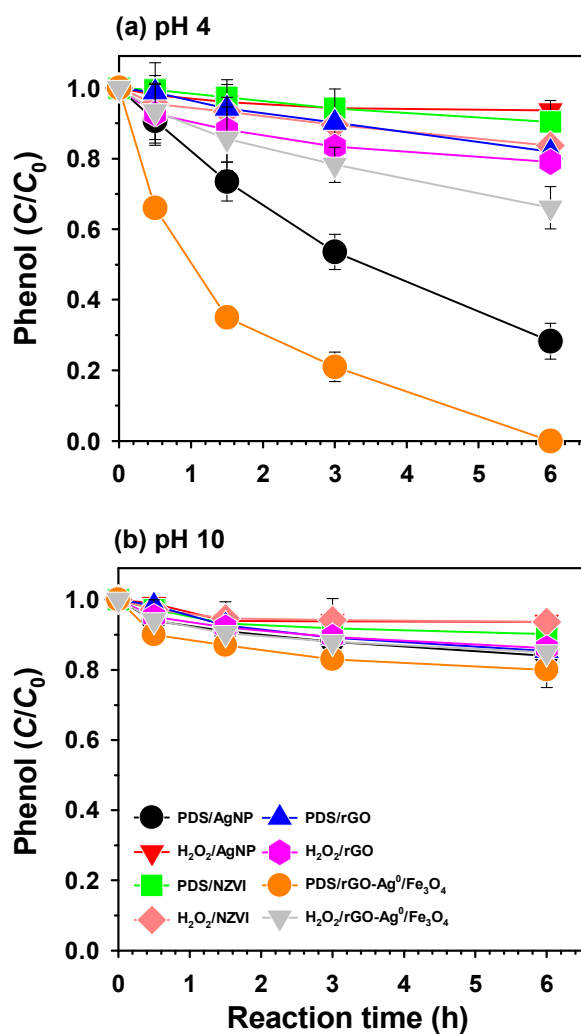 (a) pH 4
Phenol (C/C₀)
1.0
0.8
0.6
0.4
0.2
0.0
0 1 2 3 4 5 6
(b) pH 10
Phenol (C/C₀)
1.0
0.8
0.6
0.4
0.2
0.0
PDS/AgNP PDS/rGO
H₂O₂/AgNP H₂O₂/rGO
PDS/NZVI PDS/rGO-Ag⁰/Fe₃O₄
H₂O₂/NZVI H₂O₂/rGO-Ag⁰/Fe₃O₄
0 1 2 3 4 5 6
Reaction time (h)